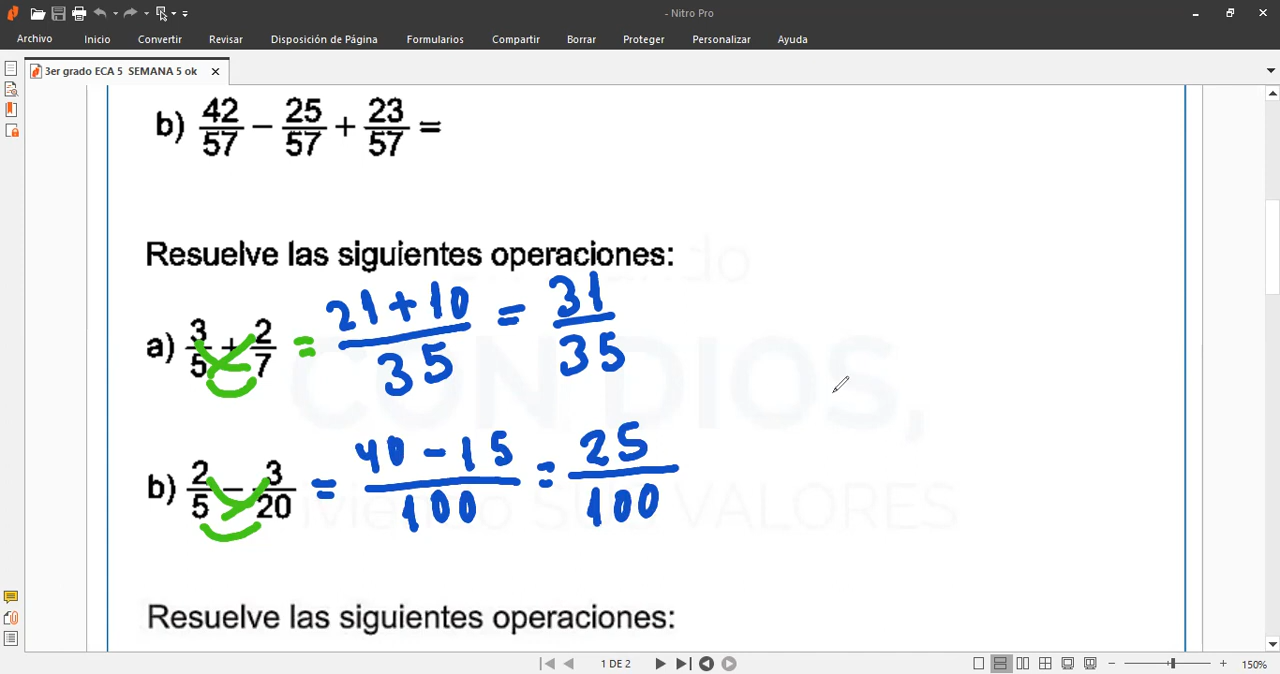 - Nitro Pro
Archivo Inicio Convertir Revisar Disposición de Página Formularios Compartir Borrar Proteger Personalizar Ayuda
3er grado ECA 5 SEMANA 5 ok
b) 42/57 − 25/57 + 23/57 =
Resuelve las siguientes operaciones:
a) 3/5 + 2/7 = 21+10/35 = 31/35
CON DIOS,
b) 2/5 − 3/20 = 40-15/100 = 25/100
VALORES
Resuelve las siguientes operaciones:
1 DE 2
150%